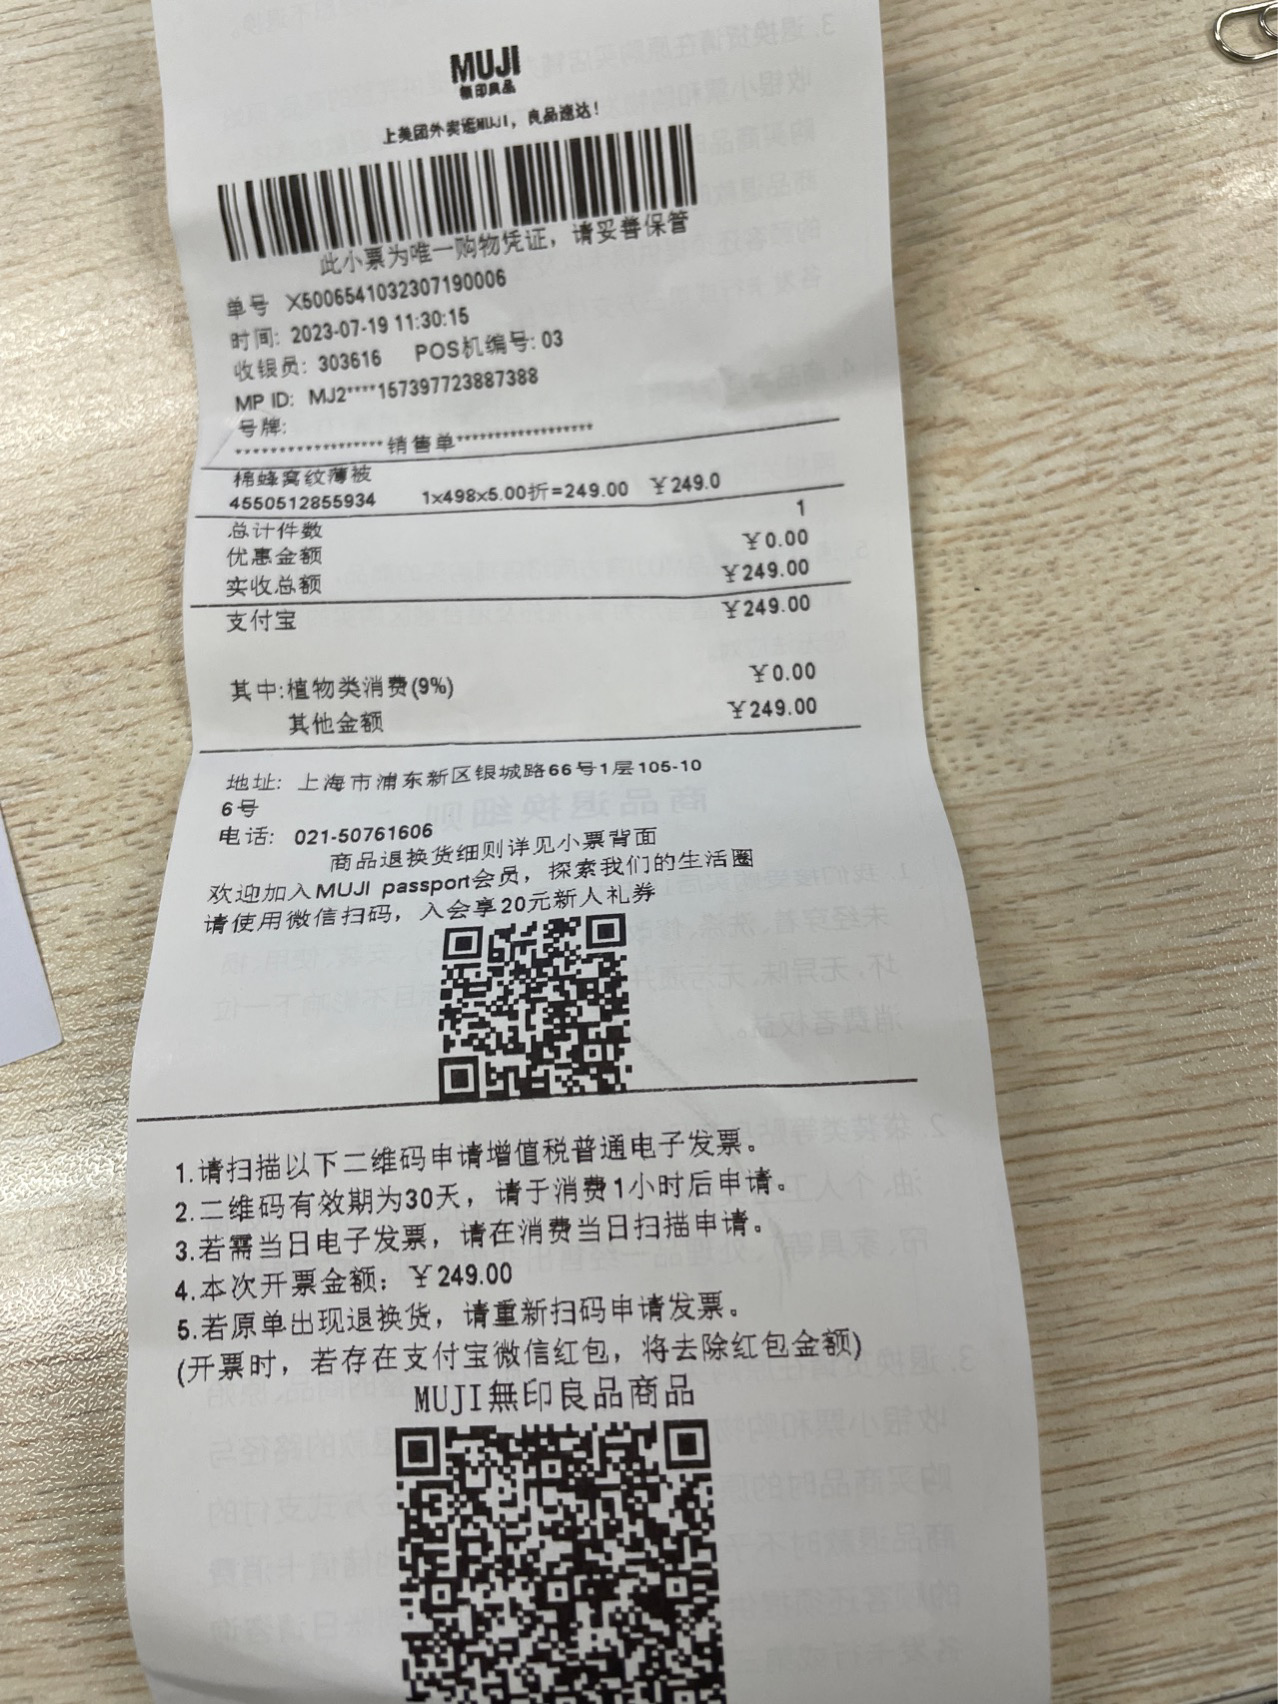 MUJI
無印良品
上美团外卖逛MUJI，良品速达！
此小票为唯一购物凭证，请妥善保管
单号 X5006541032307190006
时间: 2023-07-19 11:30:15
收银员: 303616 POS机编号: 03
MP ID: MJ2****157397723887388
号牌:
******************销售单******************
棉蜂窝纹薄被
4550512855934 1x498x5.00折=249.00 ￥249.0
总计件数 1
优惠金额 ￥0.00
实收总额 ￥249.00
支付宝 ￥249.00
其中:植物类消费(9%) ￥0.00
其他金额 ￥249.00
地址: 上海市浦东新区银城路66号1层105-10
6号
电话: 021-50761606
商品退换货细则详见小票背面
欢迎加入MUJI passport会员，探索我们的生活圈
请使用微信扫码，入会享20元新人礼券
1.请扫描以下二维码申请增值税普通电子发票。
2.二维码有效期为30天，请于消费1小时后申请。
3.若需当日电子发票，请在消费当日扫描申请。
4.本次开票金额: ￥249.00
5.若原单出现退换货，请重新扫码申请发票。
(开票时，若存在支付宝微信红包，将去除红包金额)
MUJI無印良品商品